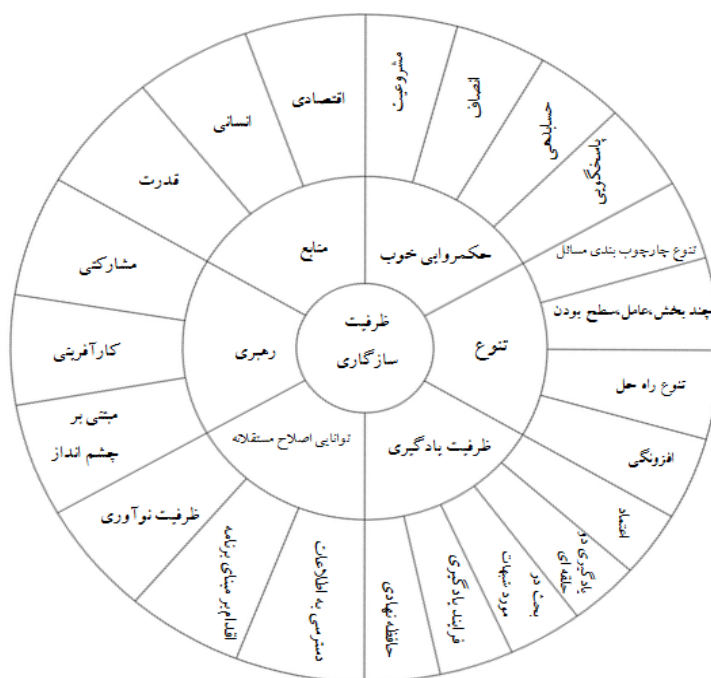 ظرفیت
سازگاری
حکمروایی خوب
تنوع
ظرفیت یادگیری
توانایی اصلاح مستقلانه
رهبری
منابع
مشروعیت
انصاف
حسابدهی
پاسخگویی
تنوع چارچوب بندی مسائل
چند بخش،عامل،سطح بودن
تنوع راه حل
افزونگی
اعتماد
یادگیری دو
حلقه ای
بحث در
مورد شبهات
فرایند یادگیری
حافظه نهادی
دسترسی به اطلاعات
اقدام بر مبنای برنامه
ظرفیت نوآوری
مبتنی بر
چشم انداز
کارآفرینی
مشارکتی
قدرت
انسانی
اقتصادی